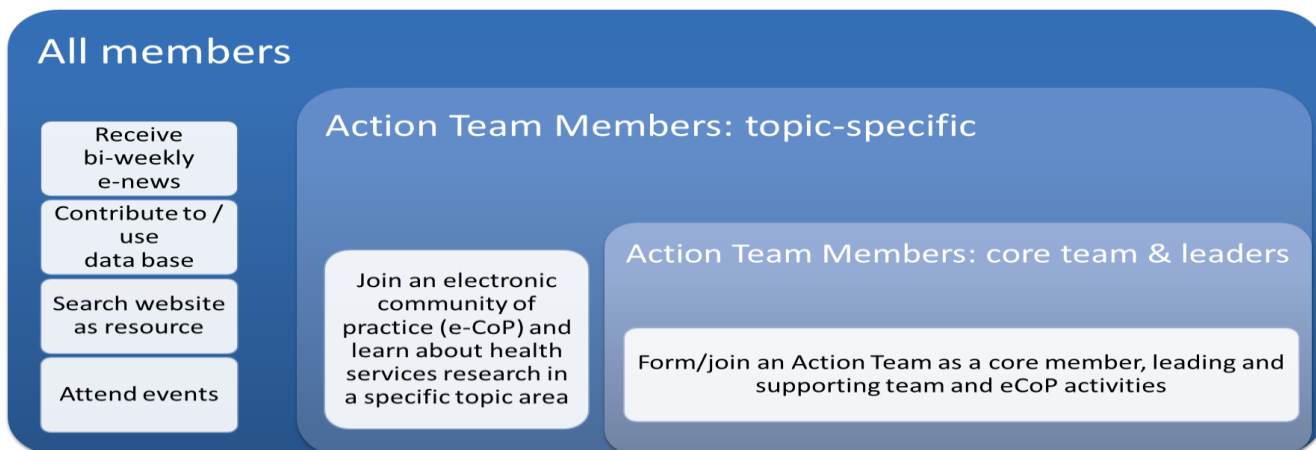 All members
Receive
bi-weekly
e-news
Contribute to /
use
data base
Search website
as resource
Attend events
Action Team Members: topic-specific
Join an electronic
community of
practice (e-CoP) and
learn about health
services research in
a specific topic area
Action Team Members: core team & leaders
Form/join an Action Team as a core member, leading and
supporting team and eCoP activities